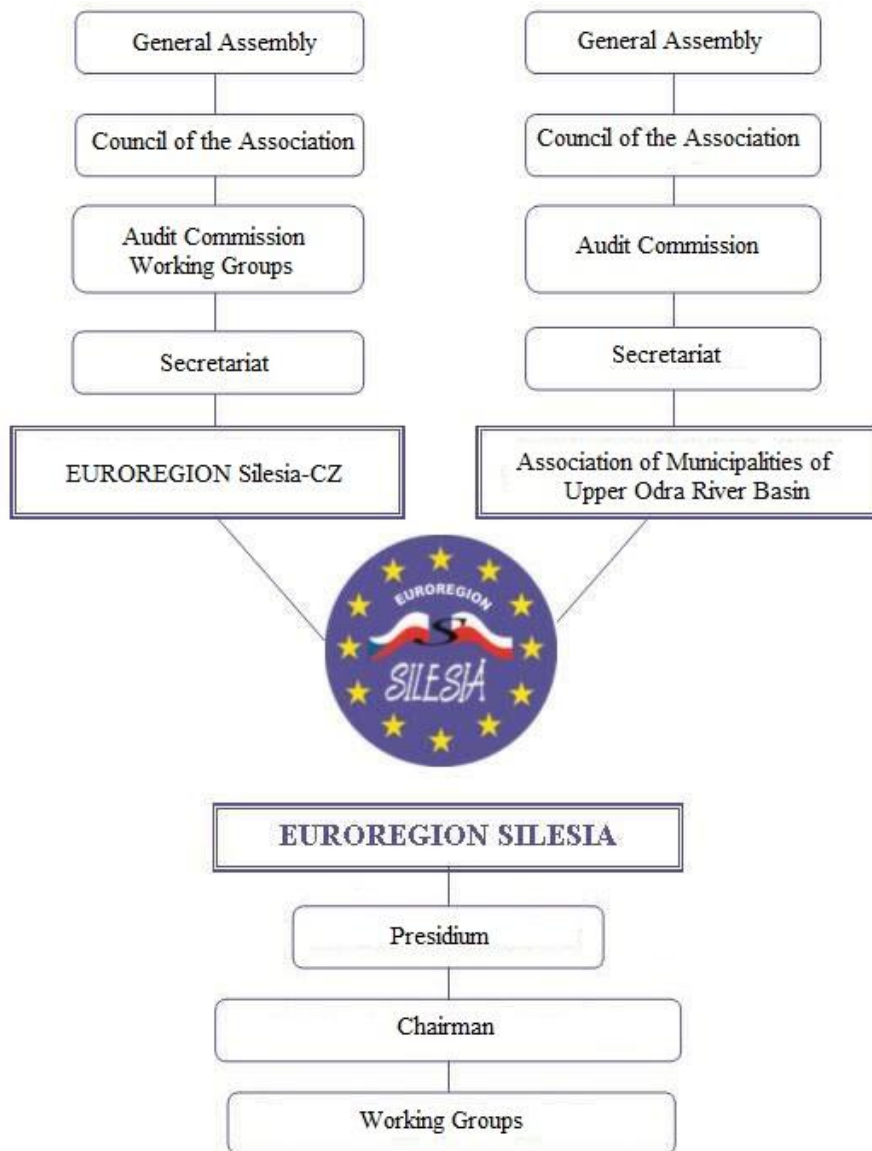 General Assembly
Council of the Association
Audit Commission
Working Groups
Secretariat
EUROREGION Silesia-CZ
General Assembly
Council of the Association
Audit Commission
Secretariat
Association of Municipalities of
Upper Odra River Basin
EUROREGION
S
SILESIA
EUROREGION SILESIA
Presidium
Chairman
Working Groups